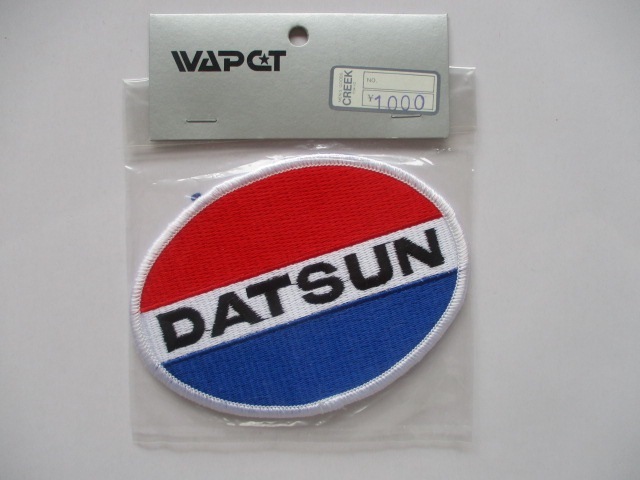 WAPCT
CREEK
NO.
¥1000
DATSUN